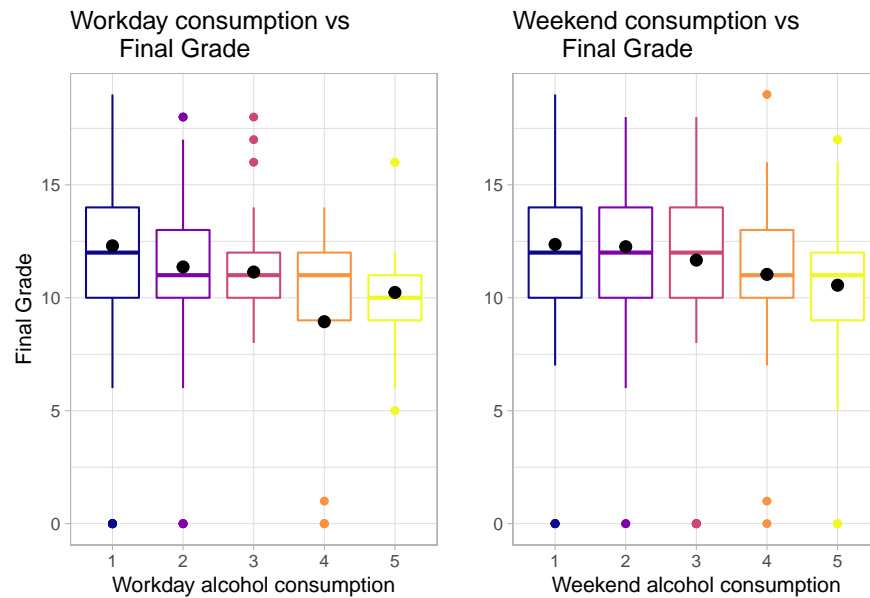 Workday consumption vs
Final Grade
Final Grade
15
10
5
0
1 2 3 4 5
Workday alcohol consumption
Weekend consumption vs
Final Grade
15
10
5
0
1 2 3 4 5
Weekend alcohol consumption